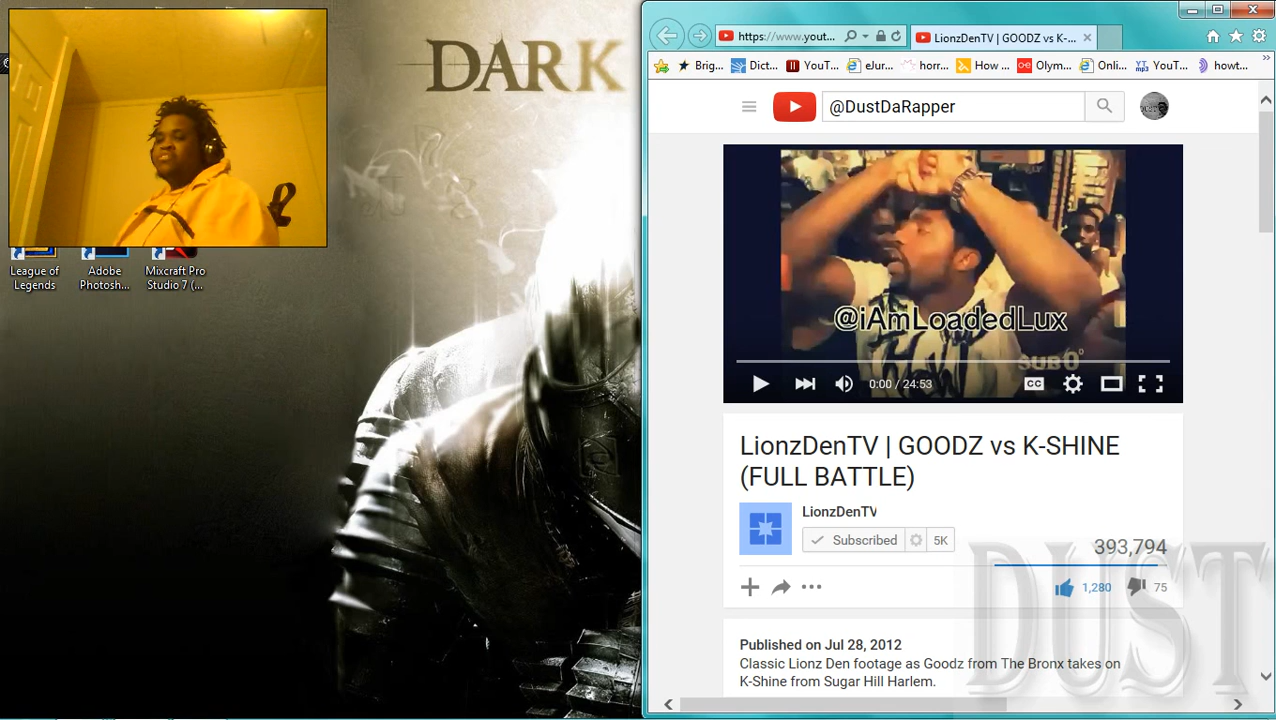 DARK
League of
Legends
Adobe
Photosh...
Mixcraft Pro
Studio 7 (...
https://www.yout...
LionzDenTV | GOODZ vs K-...
Brig...
Dict...
YouT...
eJur...
horr...
How ...
Olym...
Onli...
YouT...
howt...
@DustDaRapper
@iAmLoadedLux
SUB 0°
0:00 / 24:53
CC
LionzDenTV | GOODZ vs K-SHINE
(FULL BATTLE)
LionzDenTV
Subscribed
5K
393,794
1,280
75
Published on Jul 28, 2012
Classic Lionz Den footage as Goodz from The Bronx takes on
K-Shine from Sugar Hill Harlem.
DUST